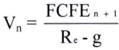 Vn = FCFE n + 1
Re - g